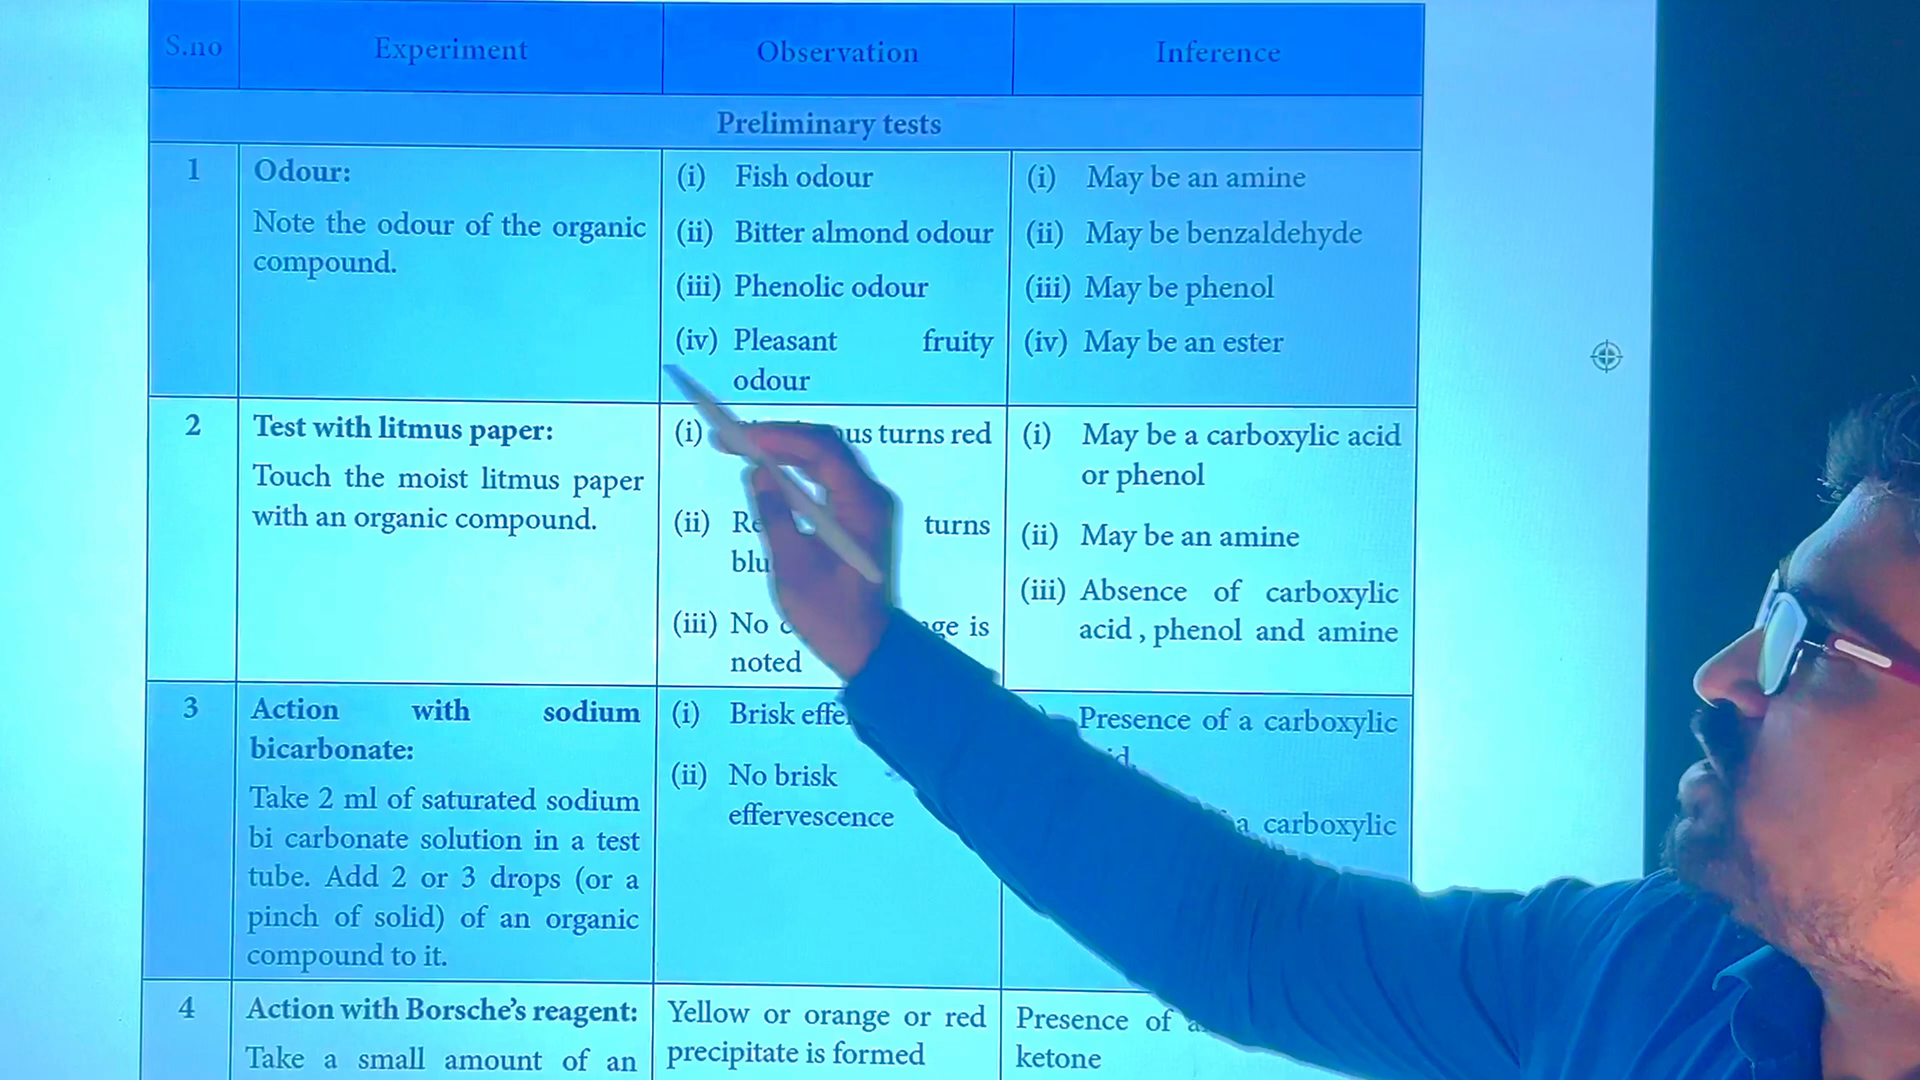 S.no Experiment Observation Inference
Preliminary tests
1 Odour:
Note the odour of the organic
compound.
(i) Fish odour
(ii) Bitter almond odour
(iii) Phenolic odour
(iv) Pleasant fruity
odour
(i) May be an amine
(ii) May be benzaldehyde
(iii) May be phenol
(iv) May be an ester
2 Test with litmus paper:
Touch the moist litmus paper
with an organic compound.
(i) turns red
(ii) turns
(iii) No is
noted
(i) May be a carboxylic acid
or phenol
(ii) May be an amine
(iii) Absence of carboxylic
acid , phenol and amine
3 Action with sodium
bicarbonate:
Take 2 ml of saturated sodium
bi carbonate solution in a test
tube. Add 2 or 3 drops (or a
pinch of solid) of an organic
compound to it.
(i) Brisk
(ii) No brisk
effervescence
Presence of a carboxylic
a carboxylic
4 Action with Borsche’s reagent:
Take a small amount of an
Yellow or orange or red
precipitate is formed
Presence of
ketone